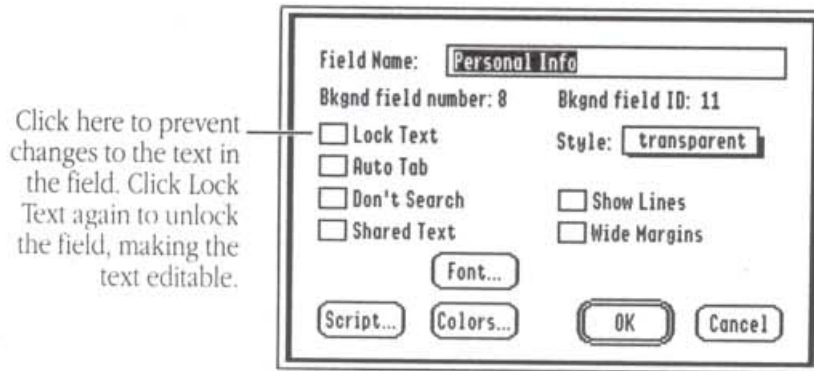 Click here to prevent
changes to the text in
the field. Click Lock
Text again to unlock
the field, making the
text editable.
Field Name: Personal Info
Bkgnd field number: 8 Bkgnd field ID: 11
Lock Text Style: transparent
Auto Tab
Don't Search Show Lines
Shared Text Wide Margins
Font...
Script... Colors... OK Cancel